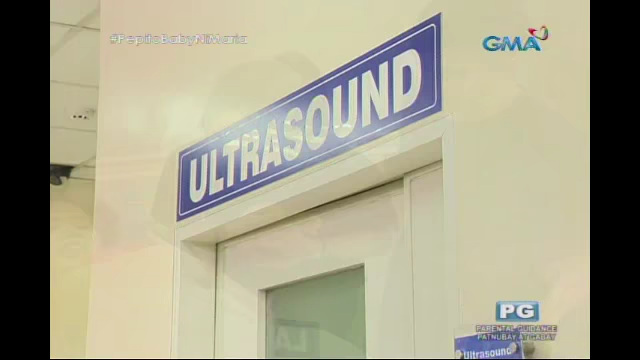 #PepitoBabyNiMaria
GMA
ULTRASOUND
PG
PARENTAL GUIDANCE
PATNUBAY AT GABAY
Ultrasound